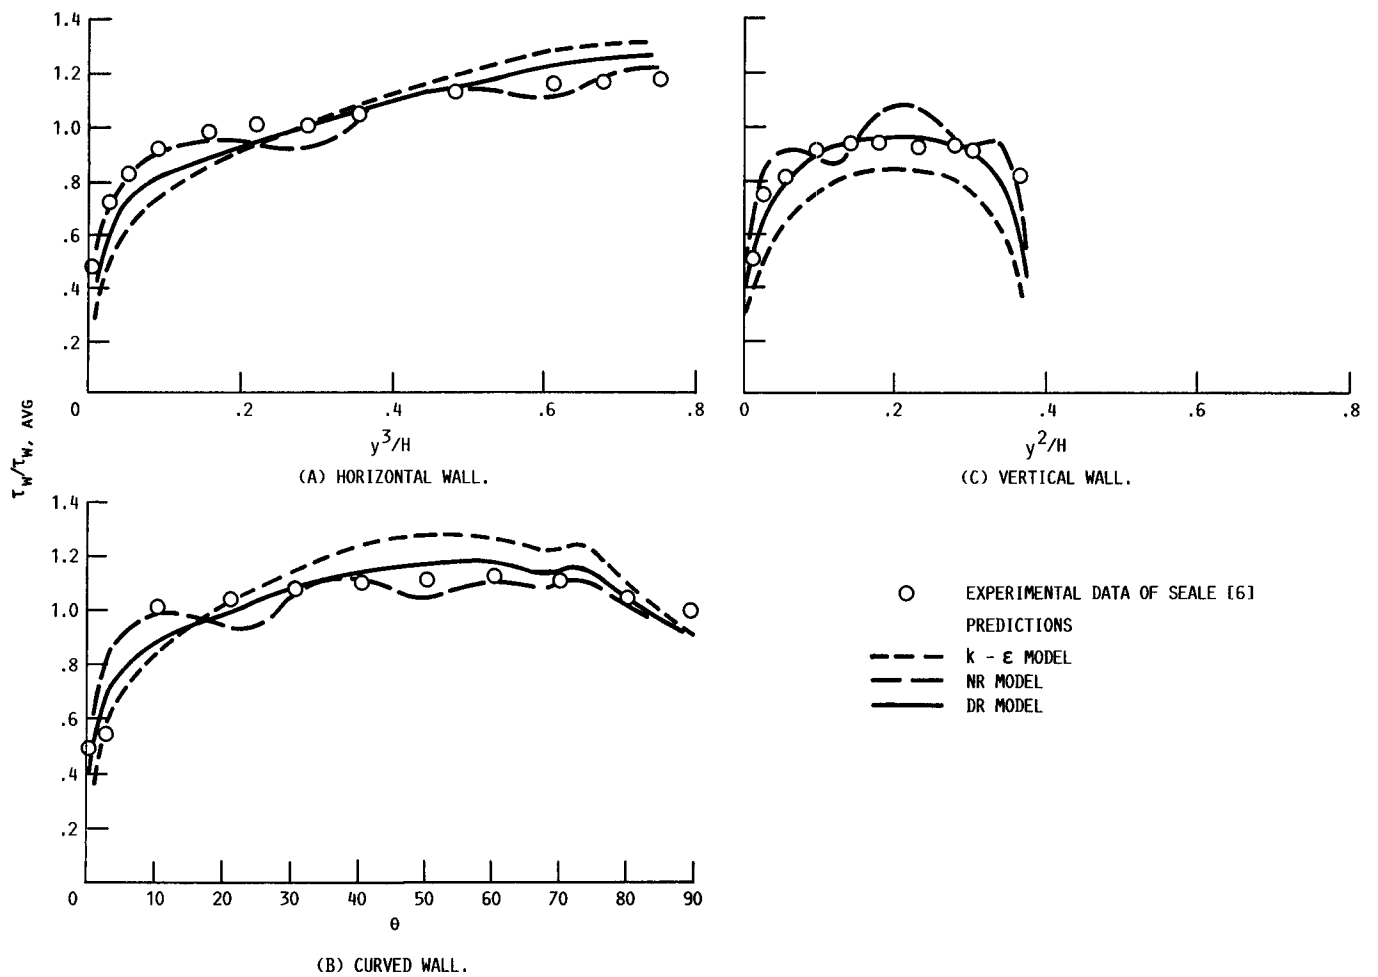 1.4
1.2
1.0
.8
.6
.4
.2
0 .2 .4 .6 .8
y³/H
(A) HORIZONTAL WALL.
0 .2 .4 .6 .8
y²/H
(C) VERTICAL WALL.
τw/τw, AVG
1.4
1.2
1.0
.8
.6
.4
.2
0 10 20 30 40 50 60 70 80 90
θ
(B) CURVED WALL.
EXPERIMENTAL DATA OF SEALE [6]
PREDICTIONS
k - ε MODEL
NR MODEL
DR MODEL